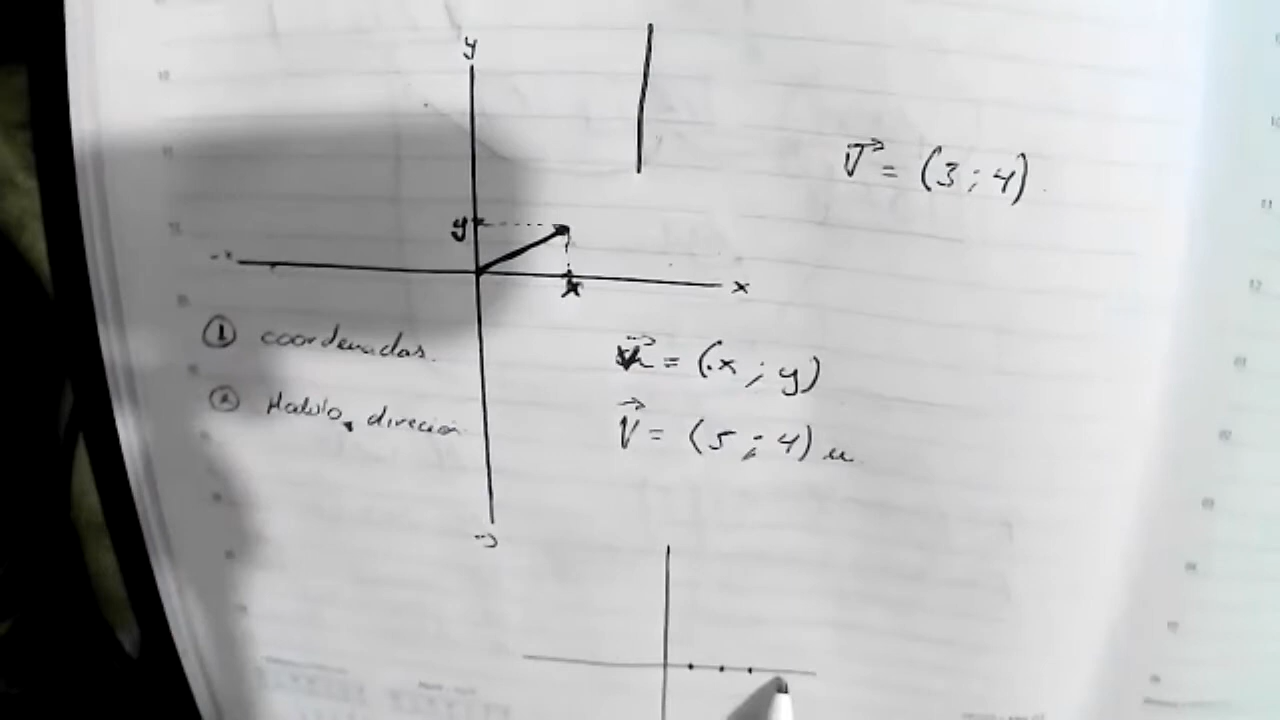 y
V = (3 ; 4)
y
-x
x
x
① coordenadas.
v = (x ; y)
② Modulo, direccion
V = (5 ; 4) u